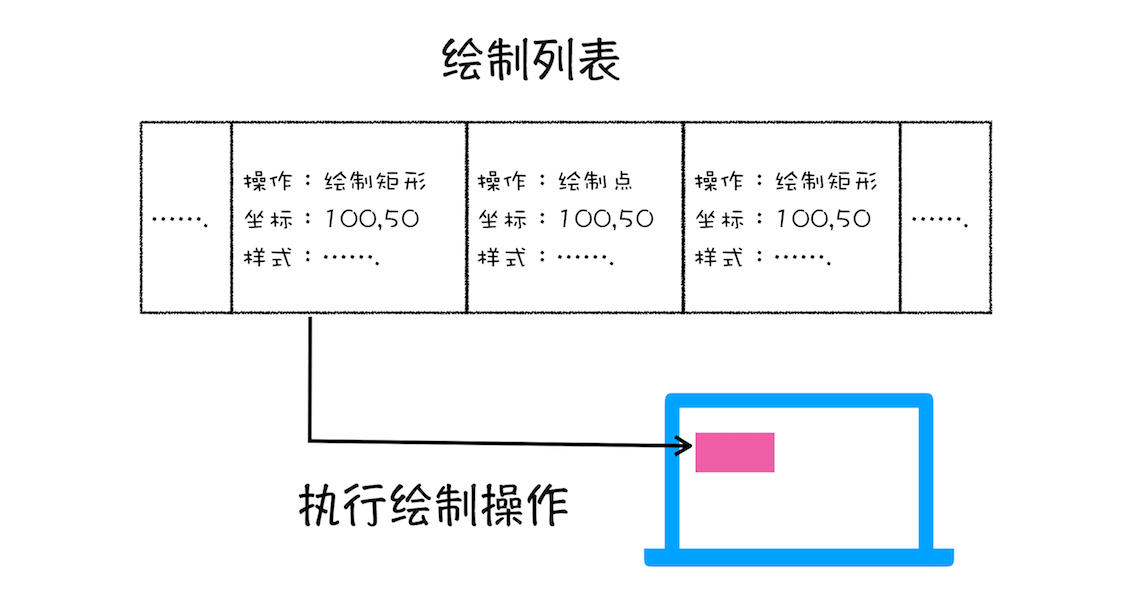 绘制列表
…….
操作：绘制矩形
坐标：100,50
样式：…….
操作：绘制点
坐标：100,50
样式：…….
操作：绘制矩形
坐标：100,50
样式：…….
…….
执行绘制操作